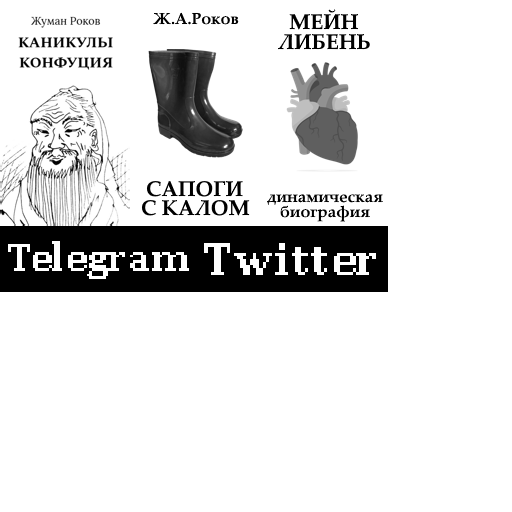 Жуман Роков
КАНИКУЛЫ
КОНФУЦИЯ
Ж.А.Роков
САПОГИ
С КАЛОМ
МЕЙН
ЛИБЕНЬ
динамическая
биография
Telegram Twitter